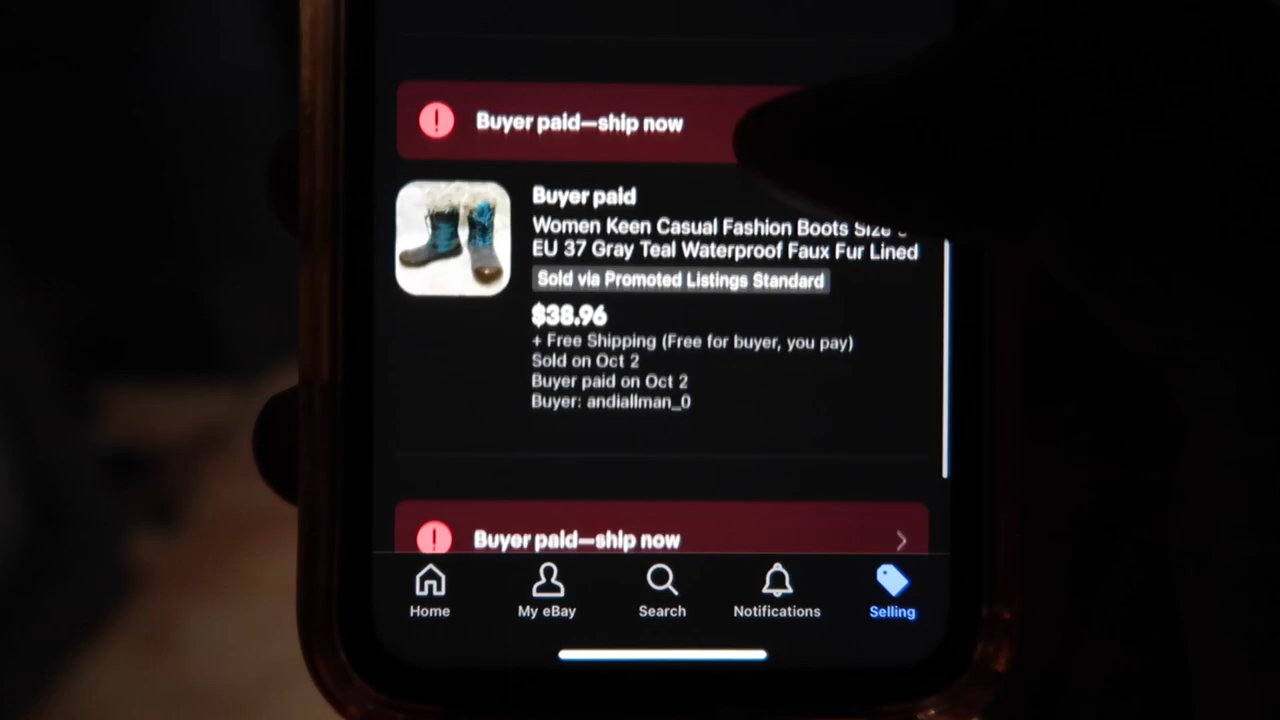 Buyer paid—ship now
Buyer paid
Women Keen Casual Fashion Boots Size
EU 37 Gray Teal Waterproof Faux Fur Lined
Sold via Promoted Listings Standard
$38.96
+ Free Shipping (Free for buyer, you pay)
Sold on Oct 2
Buyer paid on Oct 2
Buyer: andiallman_0
Buyer paid—ship now
Home
My eBay
Search
Notifications
Selling